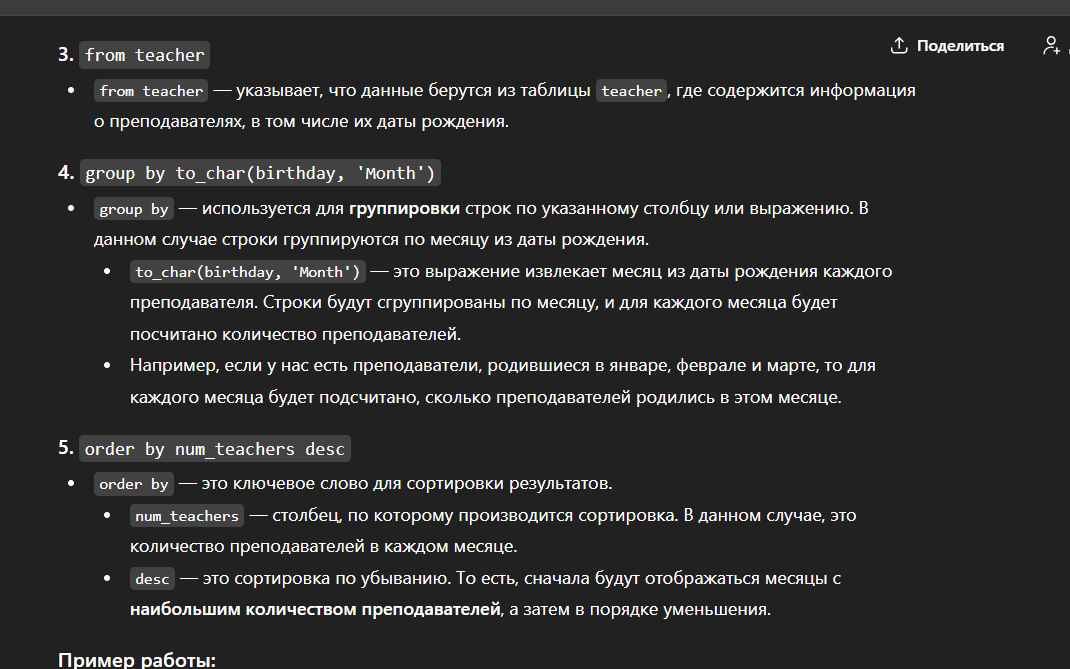 Поделиться
3. from teacher
• from teacher — указывает, что данные берутся из таблицы teacher, где содержится информация
о преподавателях, в том числе их даты рождения.
4. group by to_char(birthday, 'Month')
• group by — используется для группировки строк по указанному столбцу или выражению. В
данном случае строки группируются по месяцу из даты рождения.
• to_char(birthday, 'Month') — это выражение извлекает месяц из даты рождения каждого
преподавателя. Строки будут сгруппированы по месяцу, и для каждого месяца будет
посчитано количество преподавателей.
• Например, если у нас есть преподаватели, родившиеся в январе, феврале и марте, то для
каждого месяца будет подсчитано, сколько преподавателей родились в этом месяце.
5. order by num_teachers desc
• order by — это ключевое слово для сортировки результатов.
• num_teachers — столбец, по которому производится сортировка. В данном случае, это
количество преподавателей в каждом месяце.
• desc — это сортировка по убыванию. То есть, сначала будут отображаться месяцы с
наибольшим количеством преподавателей, а затем в порядке уменьшения.
Пример работы: